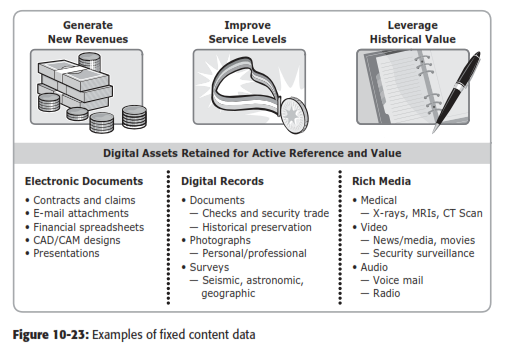 Generate
New Revenues
Improve
Service Levels
Leverage
Historical Value
Digital Assets Retained for Active Reference and Value
Electronic Documents
• Contracts and claims
• E-mail attachments
• Financial spreadsheets
• CAD/CAM designs
• Presentations
Digital Records
• Documents
— Checks and security trade
— Historical preservation
• Photographs
— Personal/professional
• Surveys
— Seismic, astronomic,
geographic
Rich Media
• Medical
— X-rays, MRIs, CT Scan
• Video
— News/media, movies
— Security surveillance
• Audio
— Voice mail
— Radio
Figure 10-23: Examples of fixed content data